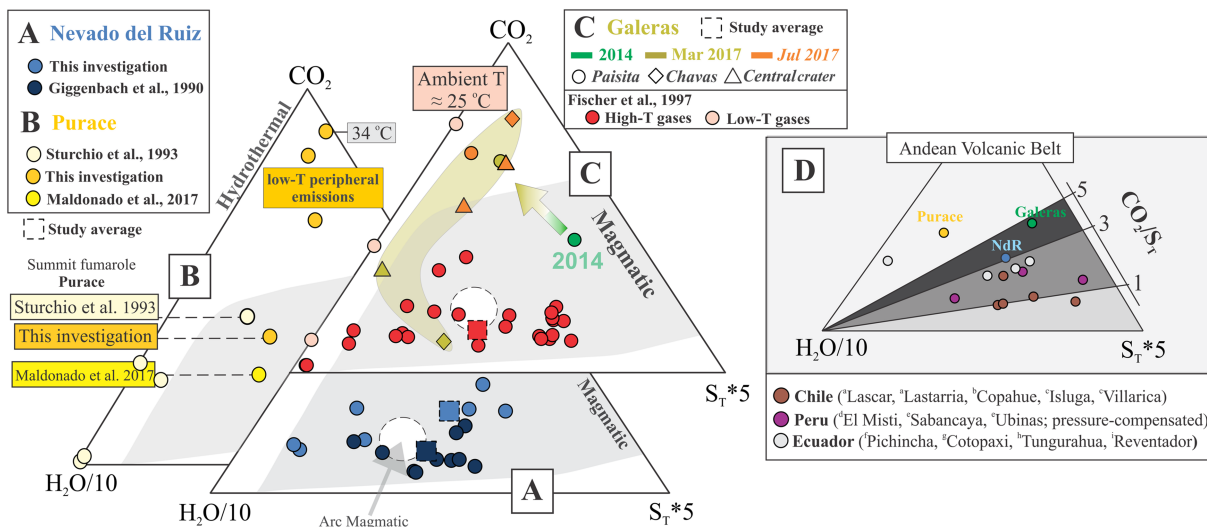 A Nevado del Ruiz
This investigation
Giggenbach et al., 1990
B Purace
Sturchio et al., 1993
This investigation
Maldonado et al., 2017
Study average
CO₂
Hydrothermal
34 °C
low-T peripheral
emissions
Summit fumarole
Purace
B
Sturchio et al. 1993
This investigation
Maldonado et al. 2017
H₂O/10
CO₂
Ambient T
≈ 25 °C
C
Magmatic
2014
S_T*5
Magmatic
H₂O/10
Arc Magmatic
A
S_T*5
C Galeras
Study average
2014 Mar 2017 Jul 2017
Paisita Chavas Central crater
Fischer et al., 1997
High-T gases Low-T gases
D
Andean Volcanic Belt
Purace
Galeras
NdR
5
3
1
CO₂/S_T
H₂O/10
S_T*5
Chile (ᵃLascar, ᵃLastarria, ᵇCopahue, ᶜIsluga, ᶜVillarica)
Peru (ᵈEl Misti, ᵉSabancaya, ᵉUbinas; pressure-compensated)
Ecuador (ᶠPichincha, ᵍCotopaxi, ʰTungurahua, ⁱReventador)